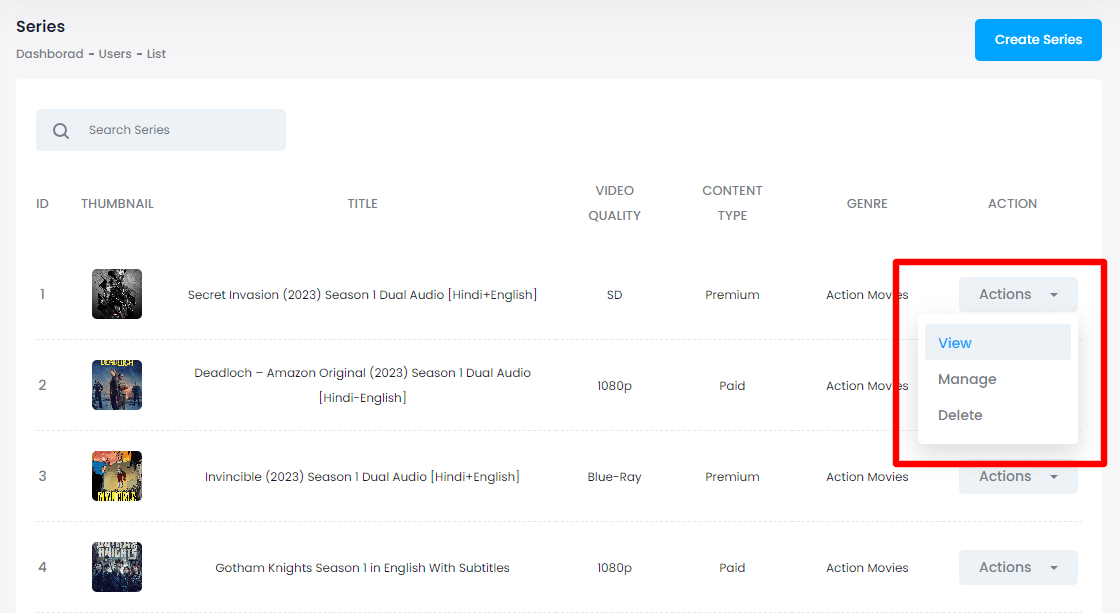 Series
Create Series
Dashborad - Users - List
Search Series
ID THUMBNAIL TITLE VIDEO QUALITY CONTENT TYPE GENRE ACTION
1 Secret Invasion (2023) Season 1 Dual Audio [Hindi+English] SD Premium Action Movies Actions
View
Manage
Delete
2 Deadloch – Amazon Original (2023) Season 1 Dual Audio
[Hindi-English] 1080p Paid Action Movies
3 Invincible (2023) Season 1 Dual Audio [Hindi+English] Blue-Ray Premium Action Movies Actions
4 Gotham Knights Season 1 in English With Subtitles 1080p Paid Action Movies Actions